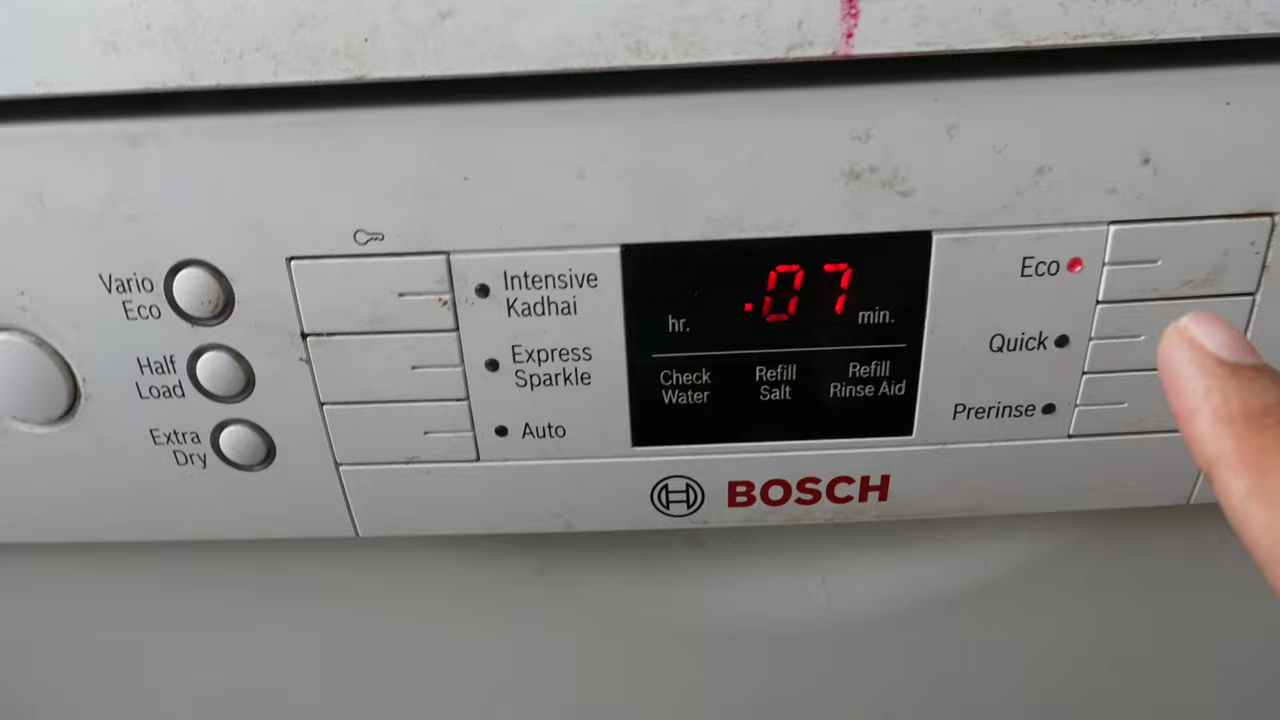 Vario
Eco
Half
Load
Extra
Dry
Intensive
Kadhai
Express
Sparkle
Auto
.07
hr.
min.
Check
Water
Refill
Salt
Refill
Rinse Aid
Eco
Quick
Prerinse
BOSCH